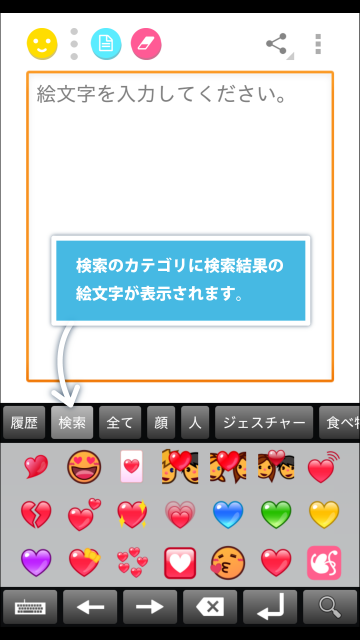 絵文字を入力してください。
検索のカテゴリに検索結果の
絵文字が表示されます。
履歴 検索 全て 顔 人 ジェスチャー 食べ物